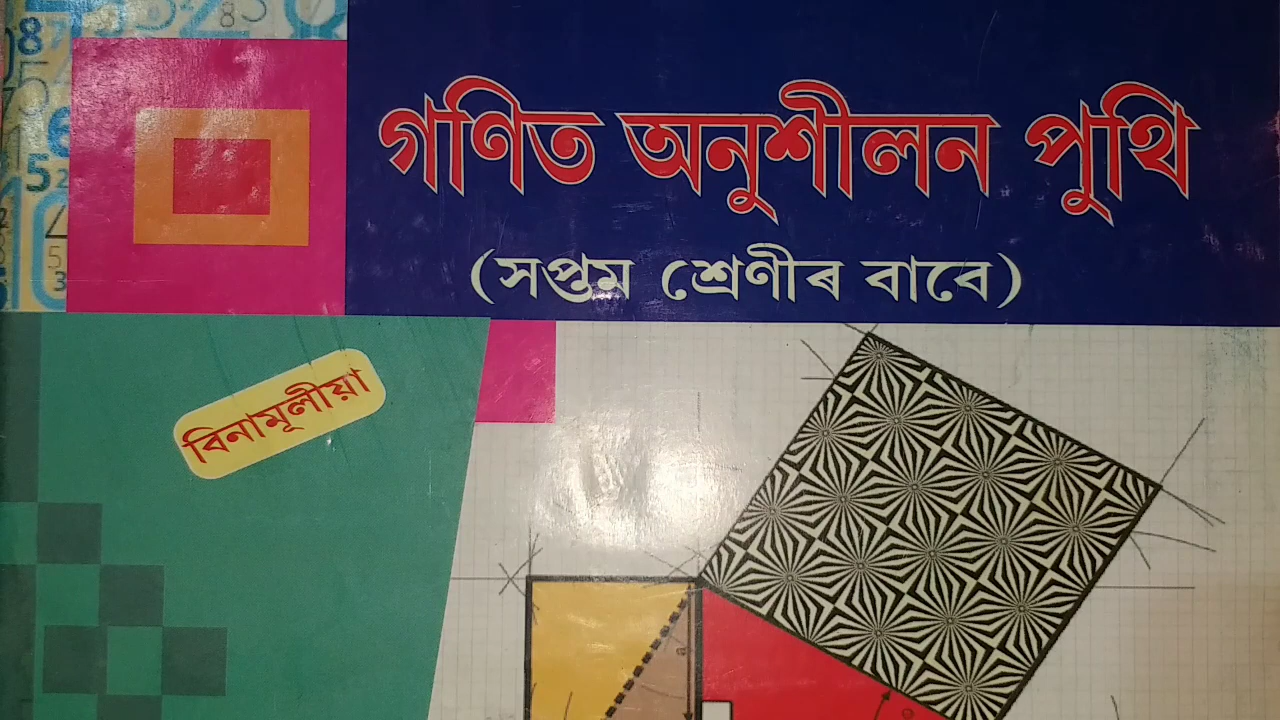 গণিত অনুশীলন পুথি
(সপ্তম শ্ৰেণীৰ বাবে)
বিনামূলীয়া